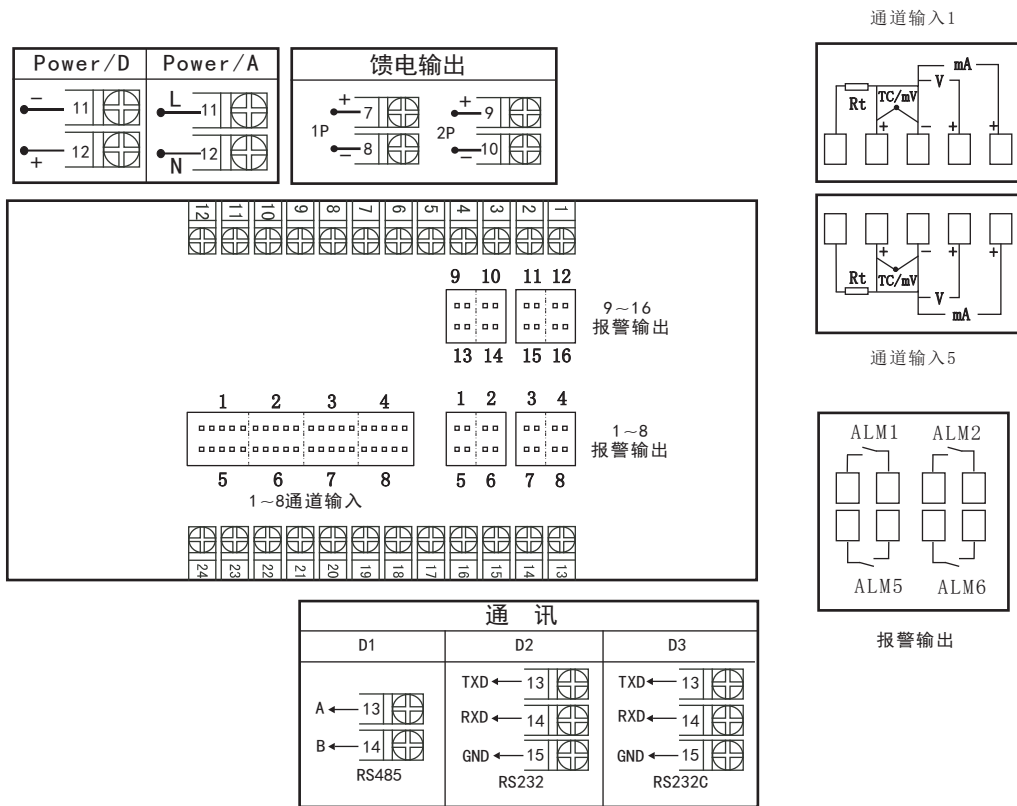 通道输入1
Power/D Power/A 馈电输出
− 11 L 11 + 7 + 9
1P 2P
+ 12 N 12 − 8 − 10
mA
V
Rt TC/mV
+ − + +
12 11 10 9 8 7 6 5 4 3 2 1
+ − + +
Rt TC/mV
V
mA
通道输入5
9 10 11 12
9~16
报警输出
13 14 15 16
1 2 3 4 1 2 3 4
1~8
报警输出
5 6 7 8 5 6 7 8
1~8通道输入
ALM1 ALM2
ALM5 ALM6
报警输出
24 23 22 21 20 19 18 17 16 15 14 13
通 讯
D1 D2 D3
A 13
B 14
RS485
TXD 13
RXD 14
GND 15
RS232
TXD 13
RXD 14
GND 15
RS232C